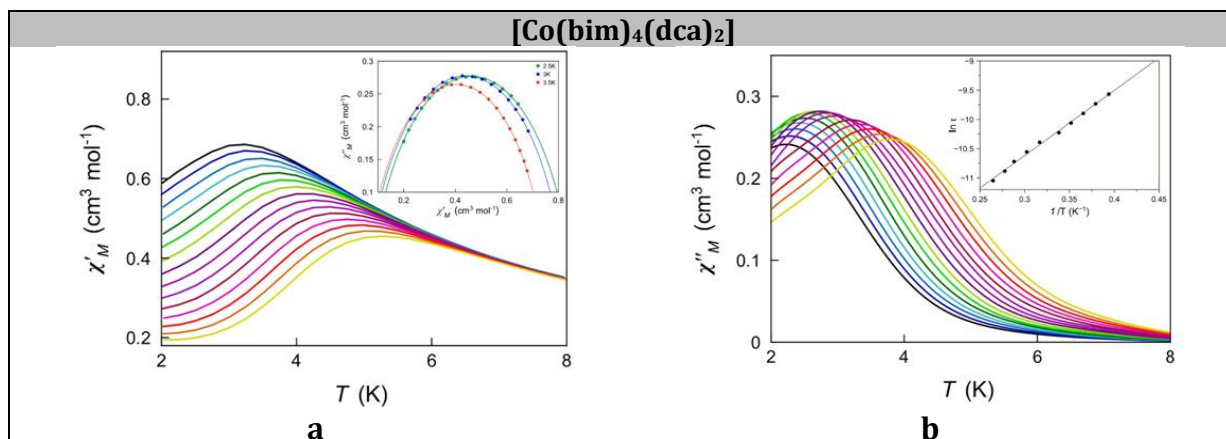 [Co(bim)₄(dca)₂]
0.8
0.6
0.4
0.2
2
4
6
8
χ′M (cm³ mol⁻¹)
T (K)
0.3
0.25
0.2
0.15
0.1
0.2
0.4
0.6
0.8
χ″M (cm³ mol⁻¹)
χ′M (cm³ mol⁻¹)
2.5K
3K
3.5K
a
0.3
0.2
0.1
0
2
4
6
8
χ″M (cm³ mol⁻¹)
T (K)
−9
−9.5
−10
−10.5
−11
0.25
0.3
0.35
0.4
0.45
ln τ
1/T (K⁻¹)
b